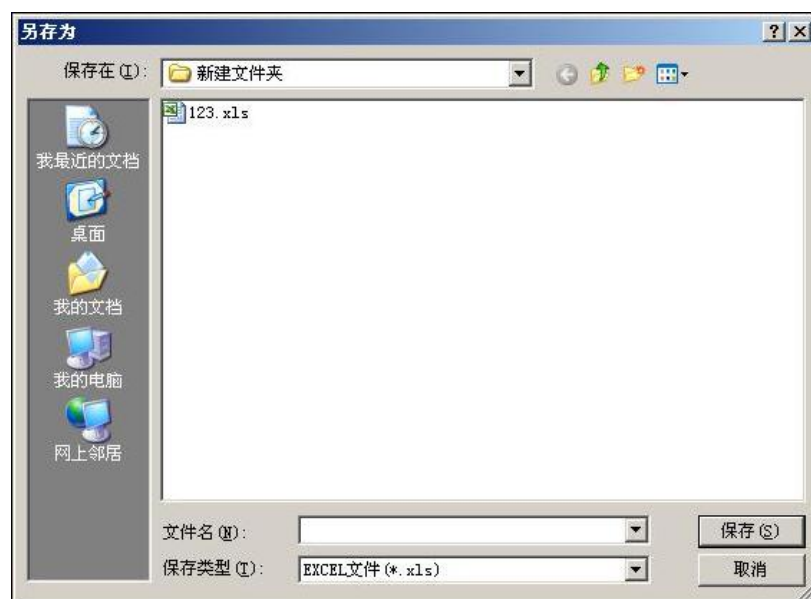 另存为
保存在(I):
新建文件夹
123.xls
我最近的文档
桌面
我的文档
我的电脑
网上邻居
文件名(N):
保存(S)
保存类型(T):
EXCEL文件(*.xls)
取消